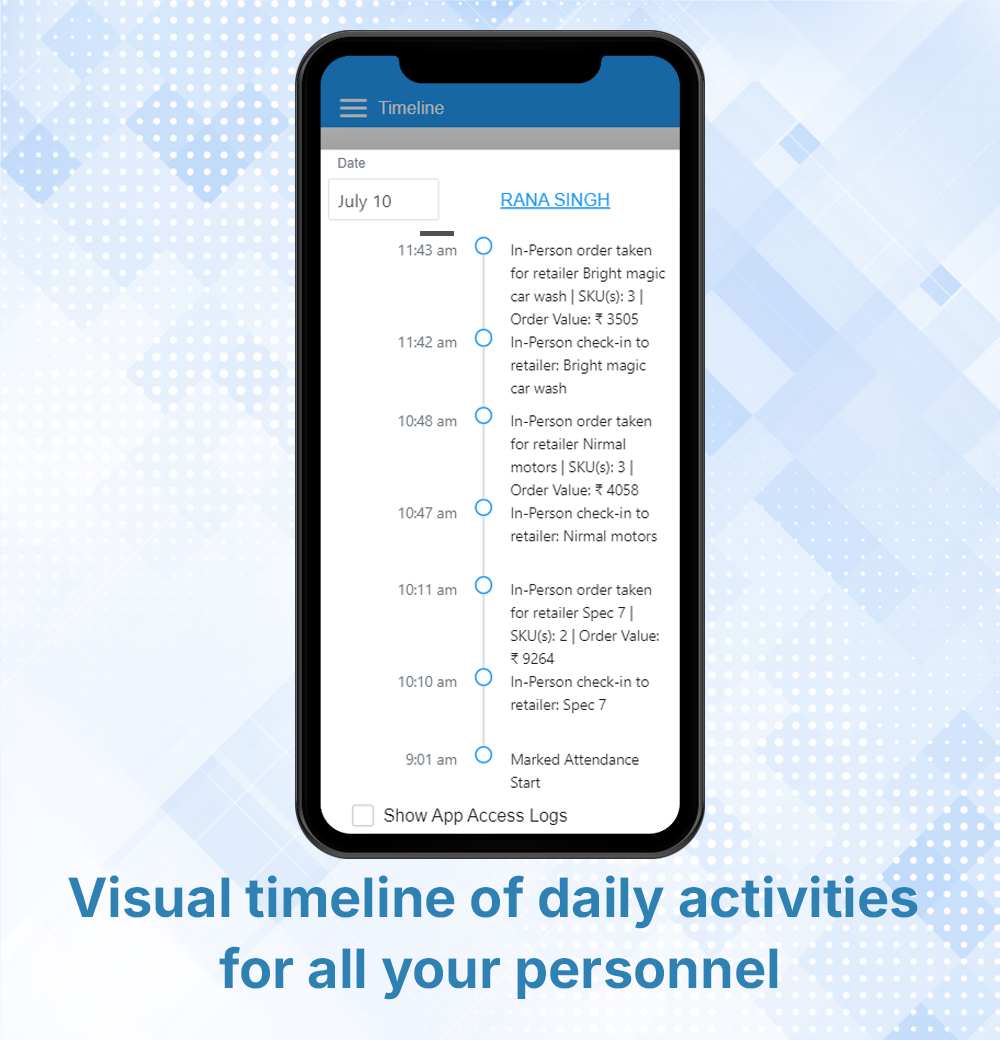 Timeline
Date
July 10
RANA SINGH
11:43 am
In-Person order taken
for retailer Bright magic
car wash | SKU(s): 3 |
Order Value: ₹ 3505
11:42 am
In-Person check-in to
retailer: Bright magic
car wash
10:48 am
In-Person order taken
for retailer Nirmal
motors | SKU(s): 3 |
Order Value: ₹ 4058
10:47 am
In-Person check-in to
retailer: Nirmal motors
10:11 am
In-Person order taken
for retailer Spec 7 |
SKU(s): 2 | Order Value:
₹ 9264
10:10 am
In-Person check-in to
retailer: Spec 7
9:01 am
Marked Attendance
Start
Show App Access Logs
Visual timeline of daily activities
for all your personnel